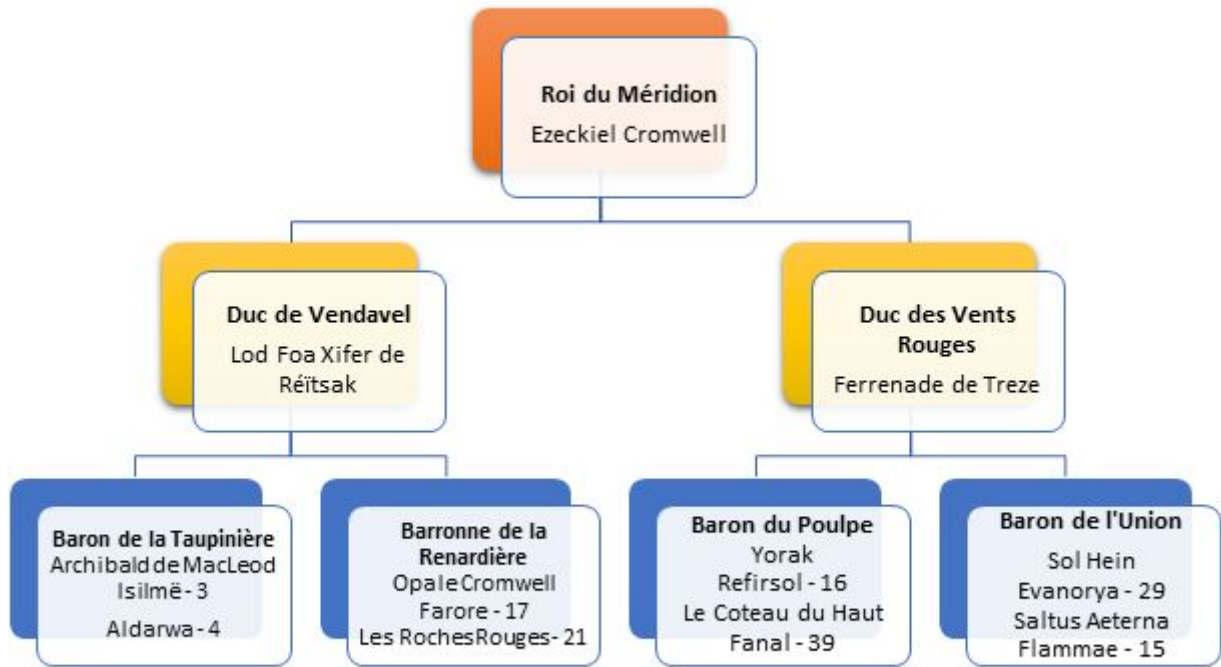 Roi du Méridion
Ezeckiel Cromwell
Duc de Vendavel
Lod Foa Xifer de
Réïtsak
Duc des Vents
Rouges
Ferrenade de Treze
Baron de la Taupinière
Archibald de MacLeod
Isilmë - 3
Aldarwa - 4
Barronne de la
Renardière
Opale Cromwell
Farore - 17
Les Roches Rouges - 21
Baron du Poulpe
Yorak
Refirsol - 16
Le Coteau du Haut
Fanal - 39
Baron de l'Union
Sol Hein
Evanorya - 29
Saltus Aeterna
Flammae - 15